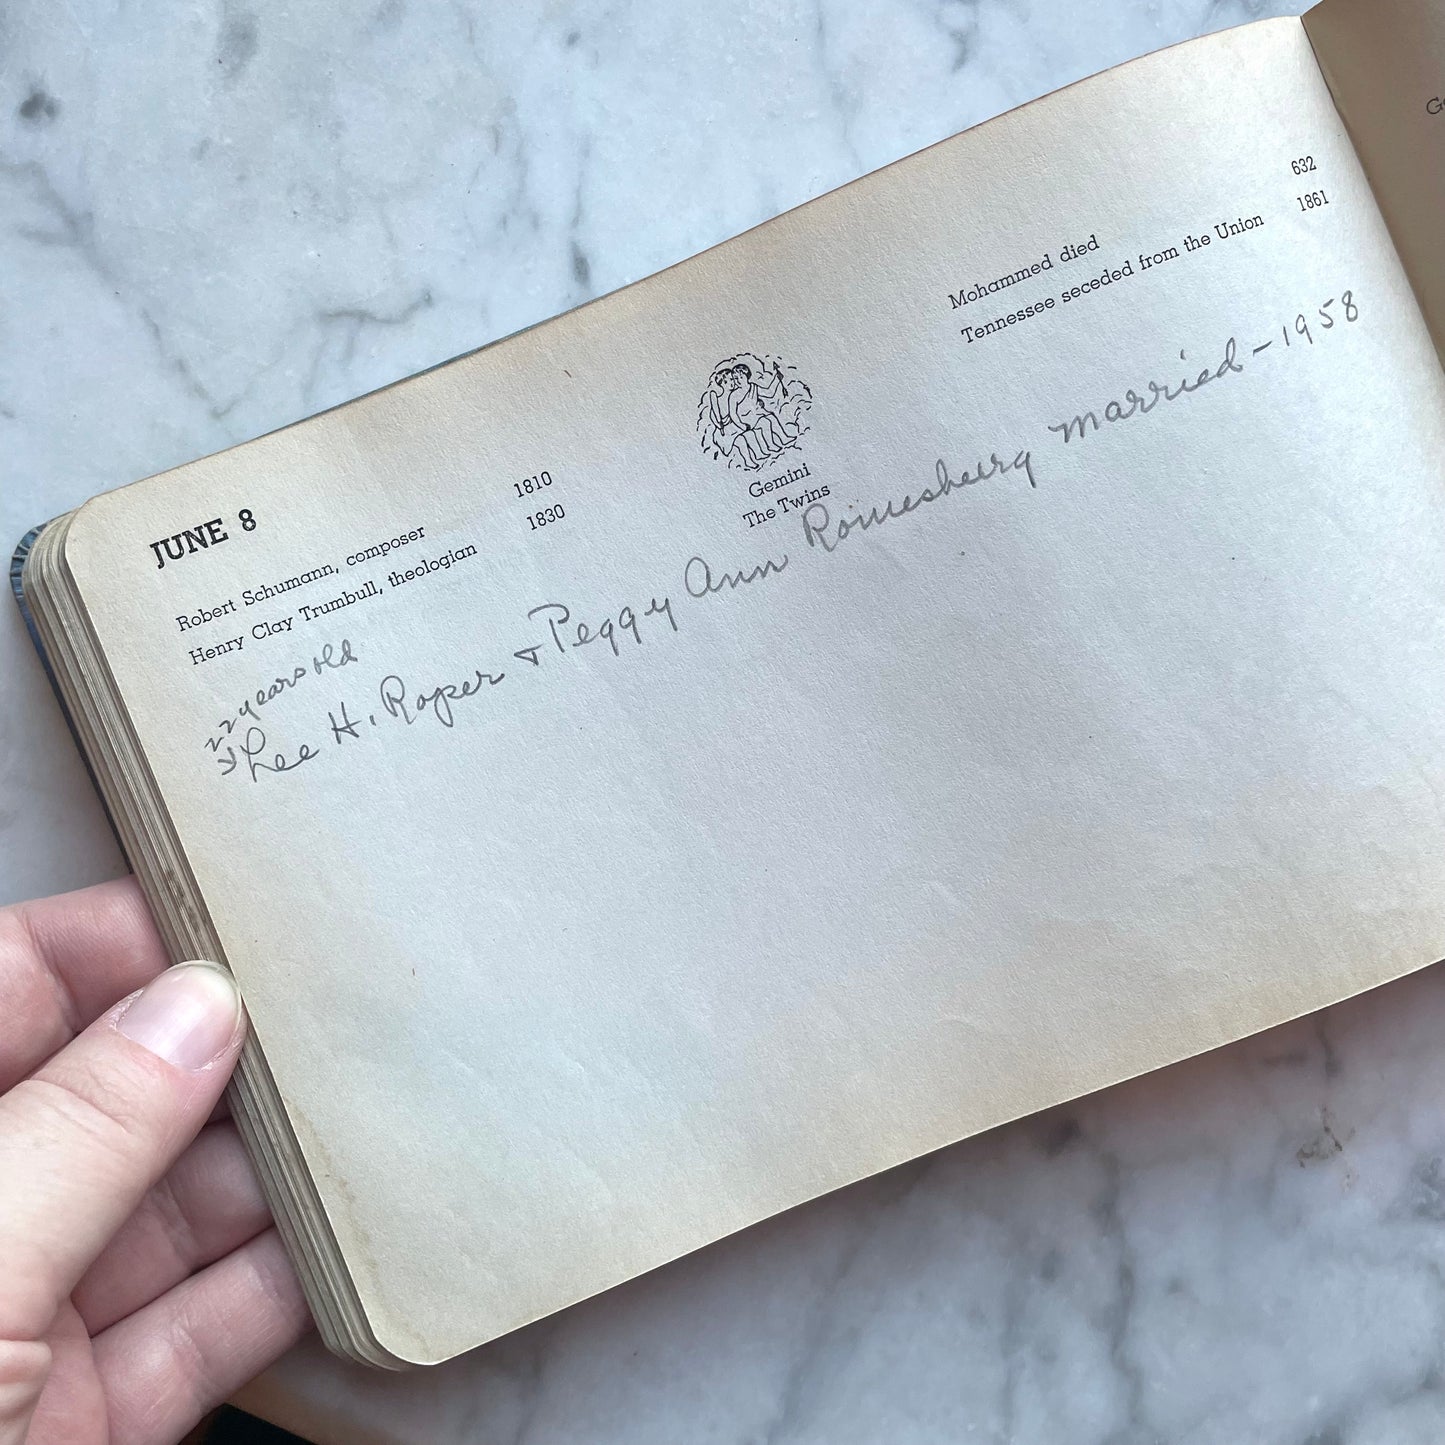 JUNE 8
Robert Schumann, composer 1810
Henry Clay Trumbull, theologian 1830
Gemini
The Twins
Mohammed died 632
Tennessee seceded from the Union 1861
22 years old
Lee H. Roper + Peggy Ann married - 1958
G